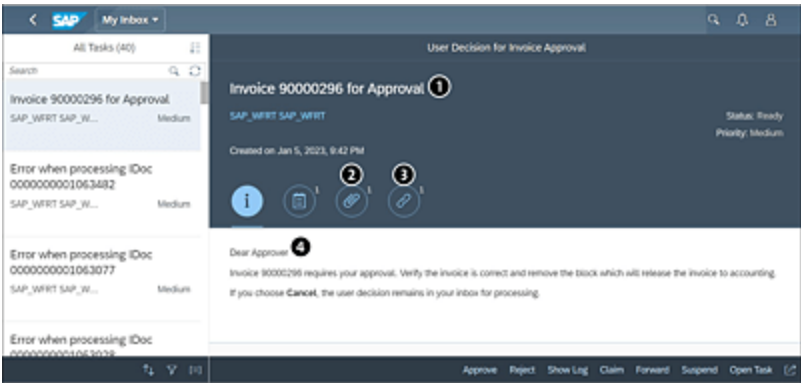 SAP
My Inbox
All Tasks (40)
User Decision for Invoice Approval
Search
Invoice 90000296 for Approval
SAP_WFRT SAP_W...
Medium
Error when processing IDoc
0000000001063482
SAP_WFRT SAP_W...
Medium
Error when processing IDoc
0000000001063077
SAP_WFRT SAP_W...
Medium
Error when processing IDoc
0000000001063028
Invoice 90000296 for Approval 1
SAP_WFRT SAP_WFRT
Status: Ready
Priority: Medium
Created on Jan 5, 2023, 9:42 PM
2
3
i
1
1
1
Dear Approver 4
Invoice 90000296 requires your approval. Verify the invoice is correct and remove the block which will release the invoice to accounting.
If you choose Cancel, the user decision remains in your inbox for processing.
Approve Reject Show Log Claim Forward Suspend Open Task